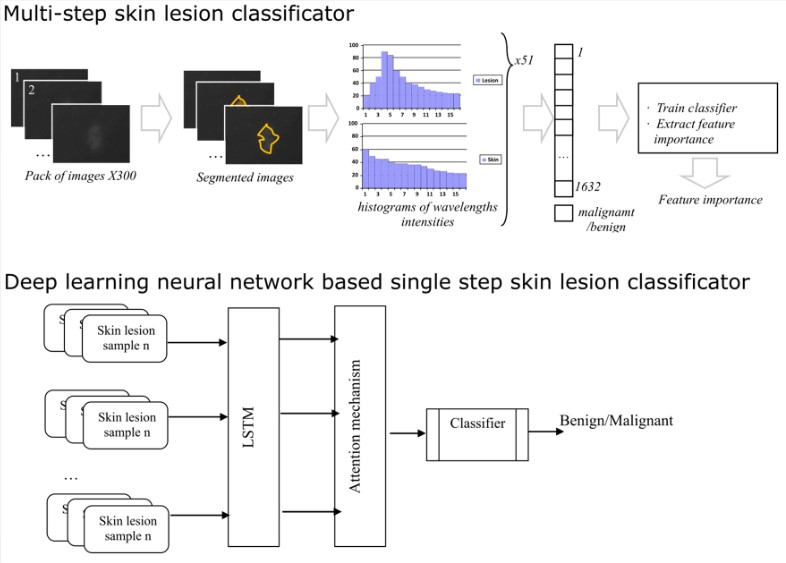 Multi-step skin lesion classificator
1
2
...
Pack of images X300
...
Segmented images
100
80
60
40
20
0
1 3 5 7 9 11 13 15
Lesion
100
80
60
40
20
0
1 3 5 7 9 11 13 15
Skin
histograms of wavelengths
intensities
x51
1
...
1632
malignamt
/benign
· Train classifier
· Extract feature
importance
Feature importance
Deep learning neural network based single step skin lesion classificator
S
S
Skin lesion
sample n
S
S
Skin lesion
sample n
...
S
S
Skin lesion
sample n
LSTM
Attention mechanism
Classifier
Benign/Malignant